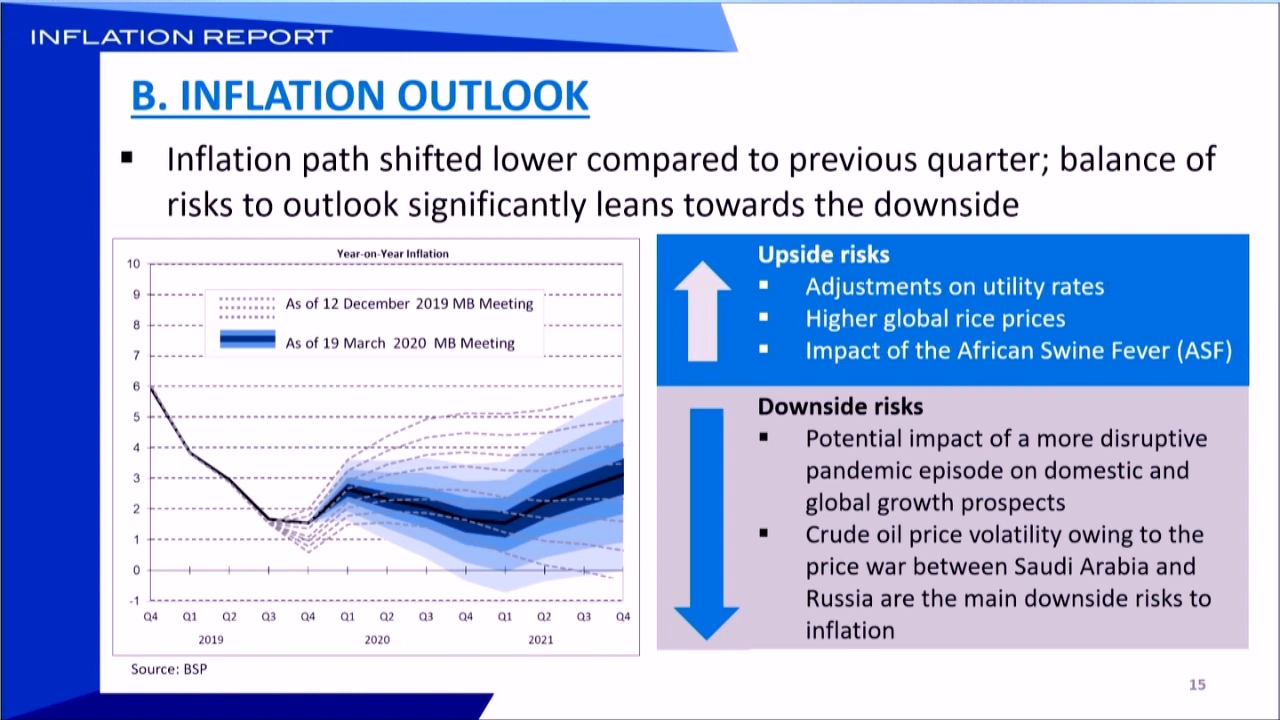 INFLATION REPORT
B. INFLATION OUTLOOK
▪ Inflation path shifted lower compared to previous quarter; balance of
risks to outlook significantly leans towards the downside
Year-on-Year Inflation
10
9
8
7
6
5
4
3
2
1
0
-1
As of 12 December 2019 MB Meeting
As of 19 March 2020 MB Meeting
Q4 Q1 Q2 Q3 Q4 Q1 Q2 Q3 Q4 Q1 Q2 Q3 Q4
2019 2020 2021
Source: BSP
Upside risks
▪ Adjustments on utility rates
▪ Higher global rice prices
▪ Impact of the African Swine Fever (ASF)
Downside risks
▪ Potential impact of a more disruptive
pandemic episode on domestic and
global growth prospects
▪ Crude oil price volatility owing to the
price war between Saudi Arabia and
Russia are the main downside risks to
inflation
15